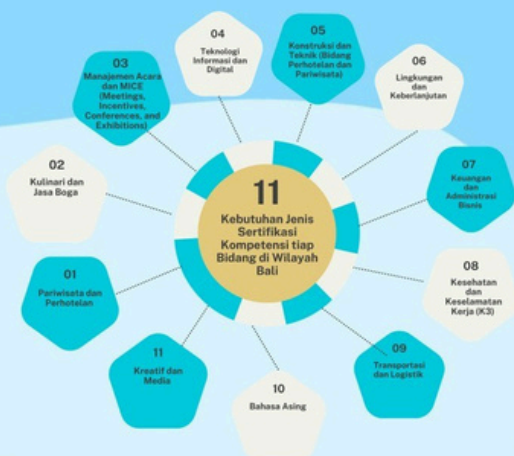 11
Kebutuhan Jenis
Sertifikasi
Kompetensi tiap
Bidang di Wilayah
Bali
01
Pariwisata dan
Perhotelan
02
Kulinari dan
Jasa Boga
03
Manajemen Acara
dan MICE
(Meetings,
Incentives,
Conferences, and
Exhibitions)
04
Teknologi
Informasi dan
Digital
05
Konstruksi dan
Teknik (Bidang
Perhotelan dan
Pariwisata)
06
Lingkungan
dan
Keberlanjutan
07
Keuangan
dan
Administrasi
Bisnis
08
Kesehatan
dan
Keselamatan
Kerja (K3)
09
Transportasi
dan Logistik
10
Bahasa Asing
11
Kreatif dan
Media